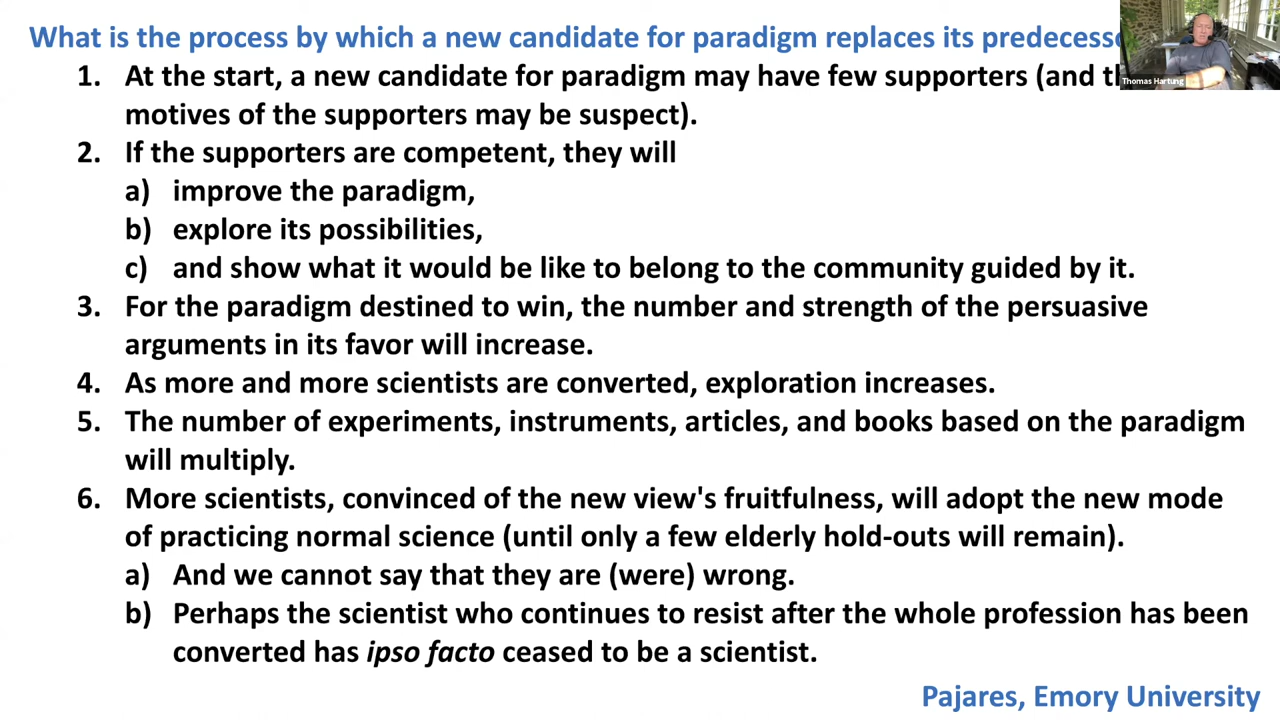 What is the process by which a new candidate for paradigm replaces its
1. At the start, a new candidate for paradigm may have few supporters (and
motives of the supporters may be suspect).
2. If the supporters are competent, they will
a) improve the paradigm,
b) explore its possibilities,
c) and show what it would be like to belong to the community guided by it.
3. For the paradigm destined to win, the number and strength of the persuasive
arguments in its favor will increase.
4. As more and more scientists are converted, exploration increases.
5. The number of experiments, instruments, articles, and books based on the paradigm
will multiply.
6. More scientists, convinced of the new view's fruitfulness, will adopt the new mode
of practicing normal science (until only a few elderly hold-outs will remain).
a) And we cannot say that they are (were) wrong.
b) Perhaps the scientist who continues to resist after the whole profession has been
converted has ipso facto ceased to be a scientist.
Pajares, Emory University
Thomas Hartung